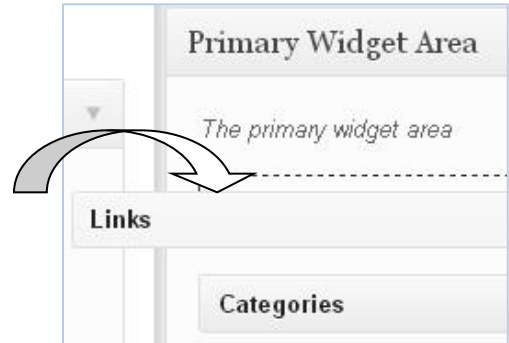 Primary Widget Area
The primary widget area
Links
Categories